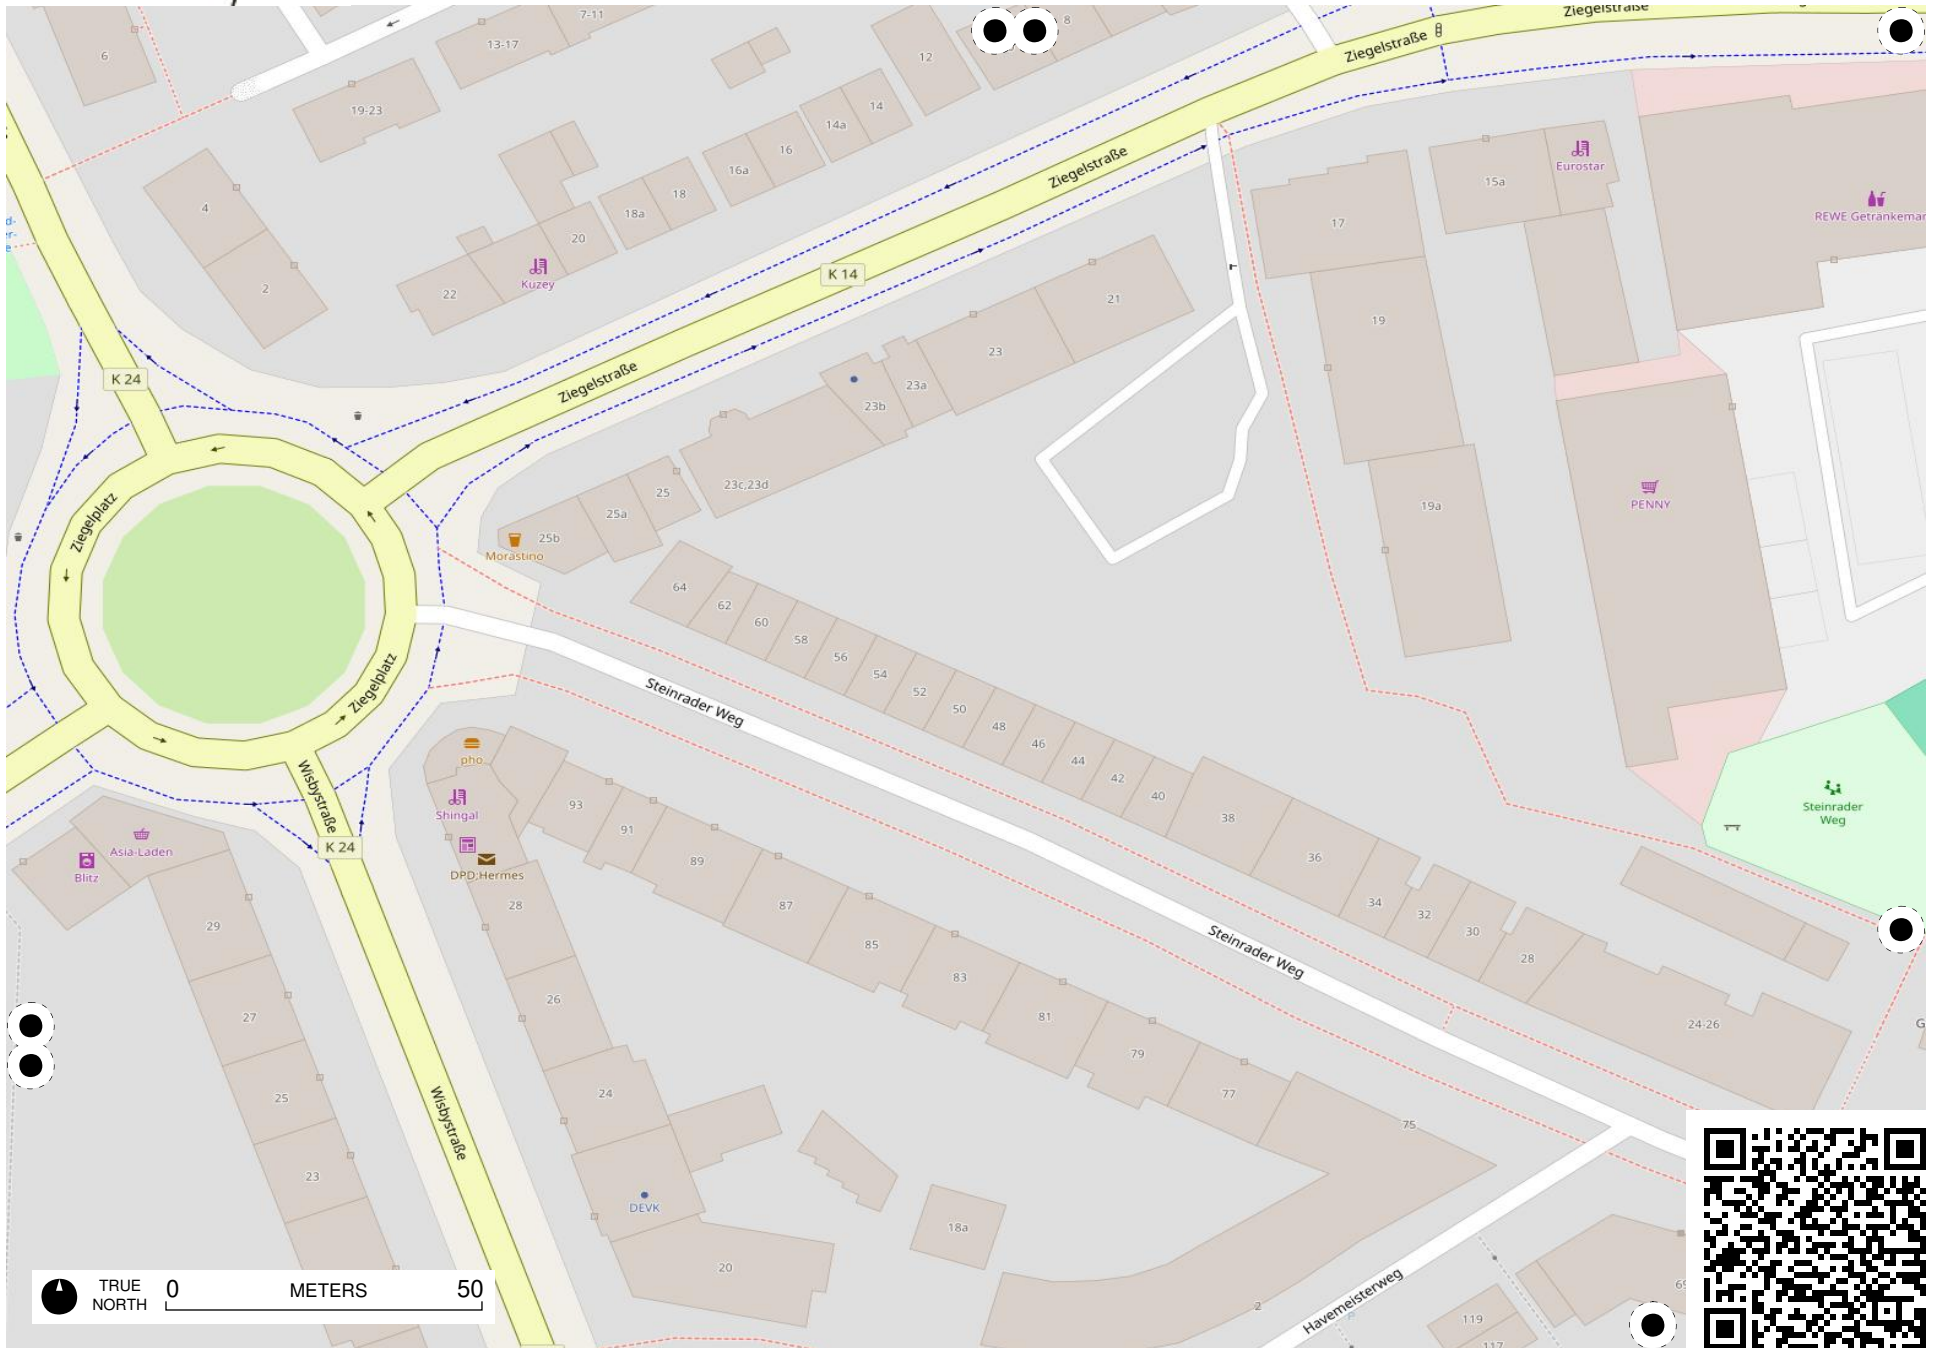 Ziegelstraße
7-11
8
6
13-17
Ziegelstraße
12
19-23
14
14a
16
16a
Ziegelstraße
Eurostar
15a
18
18a
4
REWE Getränkemar
17
20
K 14
Kuzey
22
2
21
19
23
K 24
Ziegelstraße
23a
23b
23c,23d
25
25a
PENNY
19a
Ziegelplatz
25b
Morastino
64
62
60
58
56
54
52
50
48
46
44
42
40
38
36
34
32
30
28
24-26
Ziegelplatz
Steinrader Weg
pho
Shingal
DPD;Hermes
Wisbystraße
K 24
Asia-Laden
Blitz
93
91
89
87
85
83
81
79
77
75
Steinrader
Weg
Steinrader Weg
29
27
25
23
28
26
24
Wisbystraße
DEVK
20
18a
2
Havemeisterweg
119
117
G
TRUE
NORTH
0 METERS 50